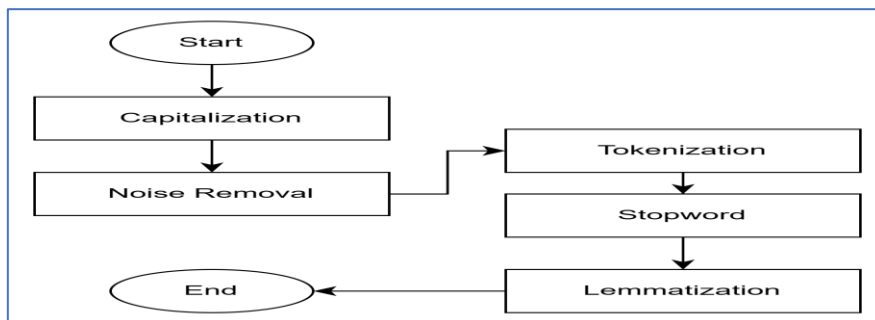 Start
Capitalization
Noise Removal
Tokenization
Stopword
Lemmatization
End